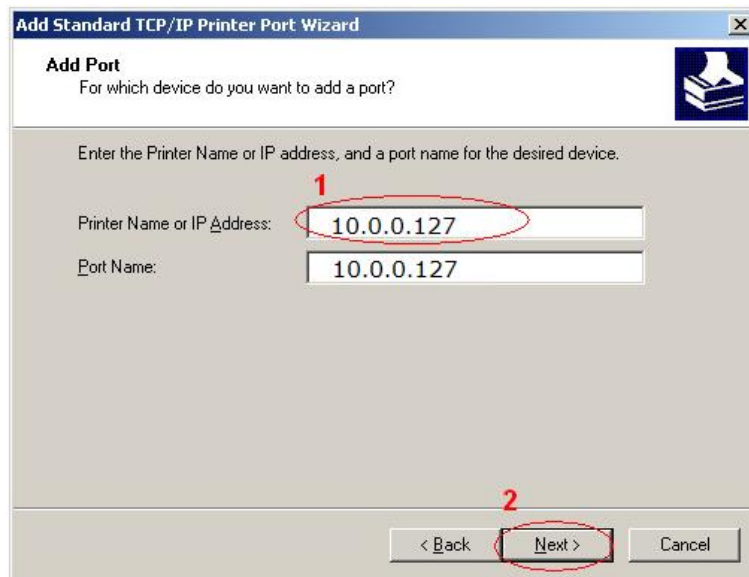 Add Standard TCP/IP Printer Port Wizard
Add Port
For which device do you want to add a port?
Enter the Printer Name or IP address, and a port name for the desired device.
1
Printer Name or IP Address: 10.0.0.127
Port Name: 10.0.0.127
2
< Back Next > Cancel